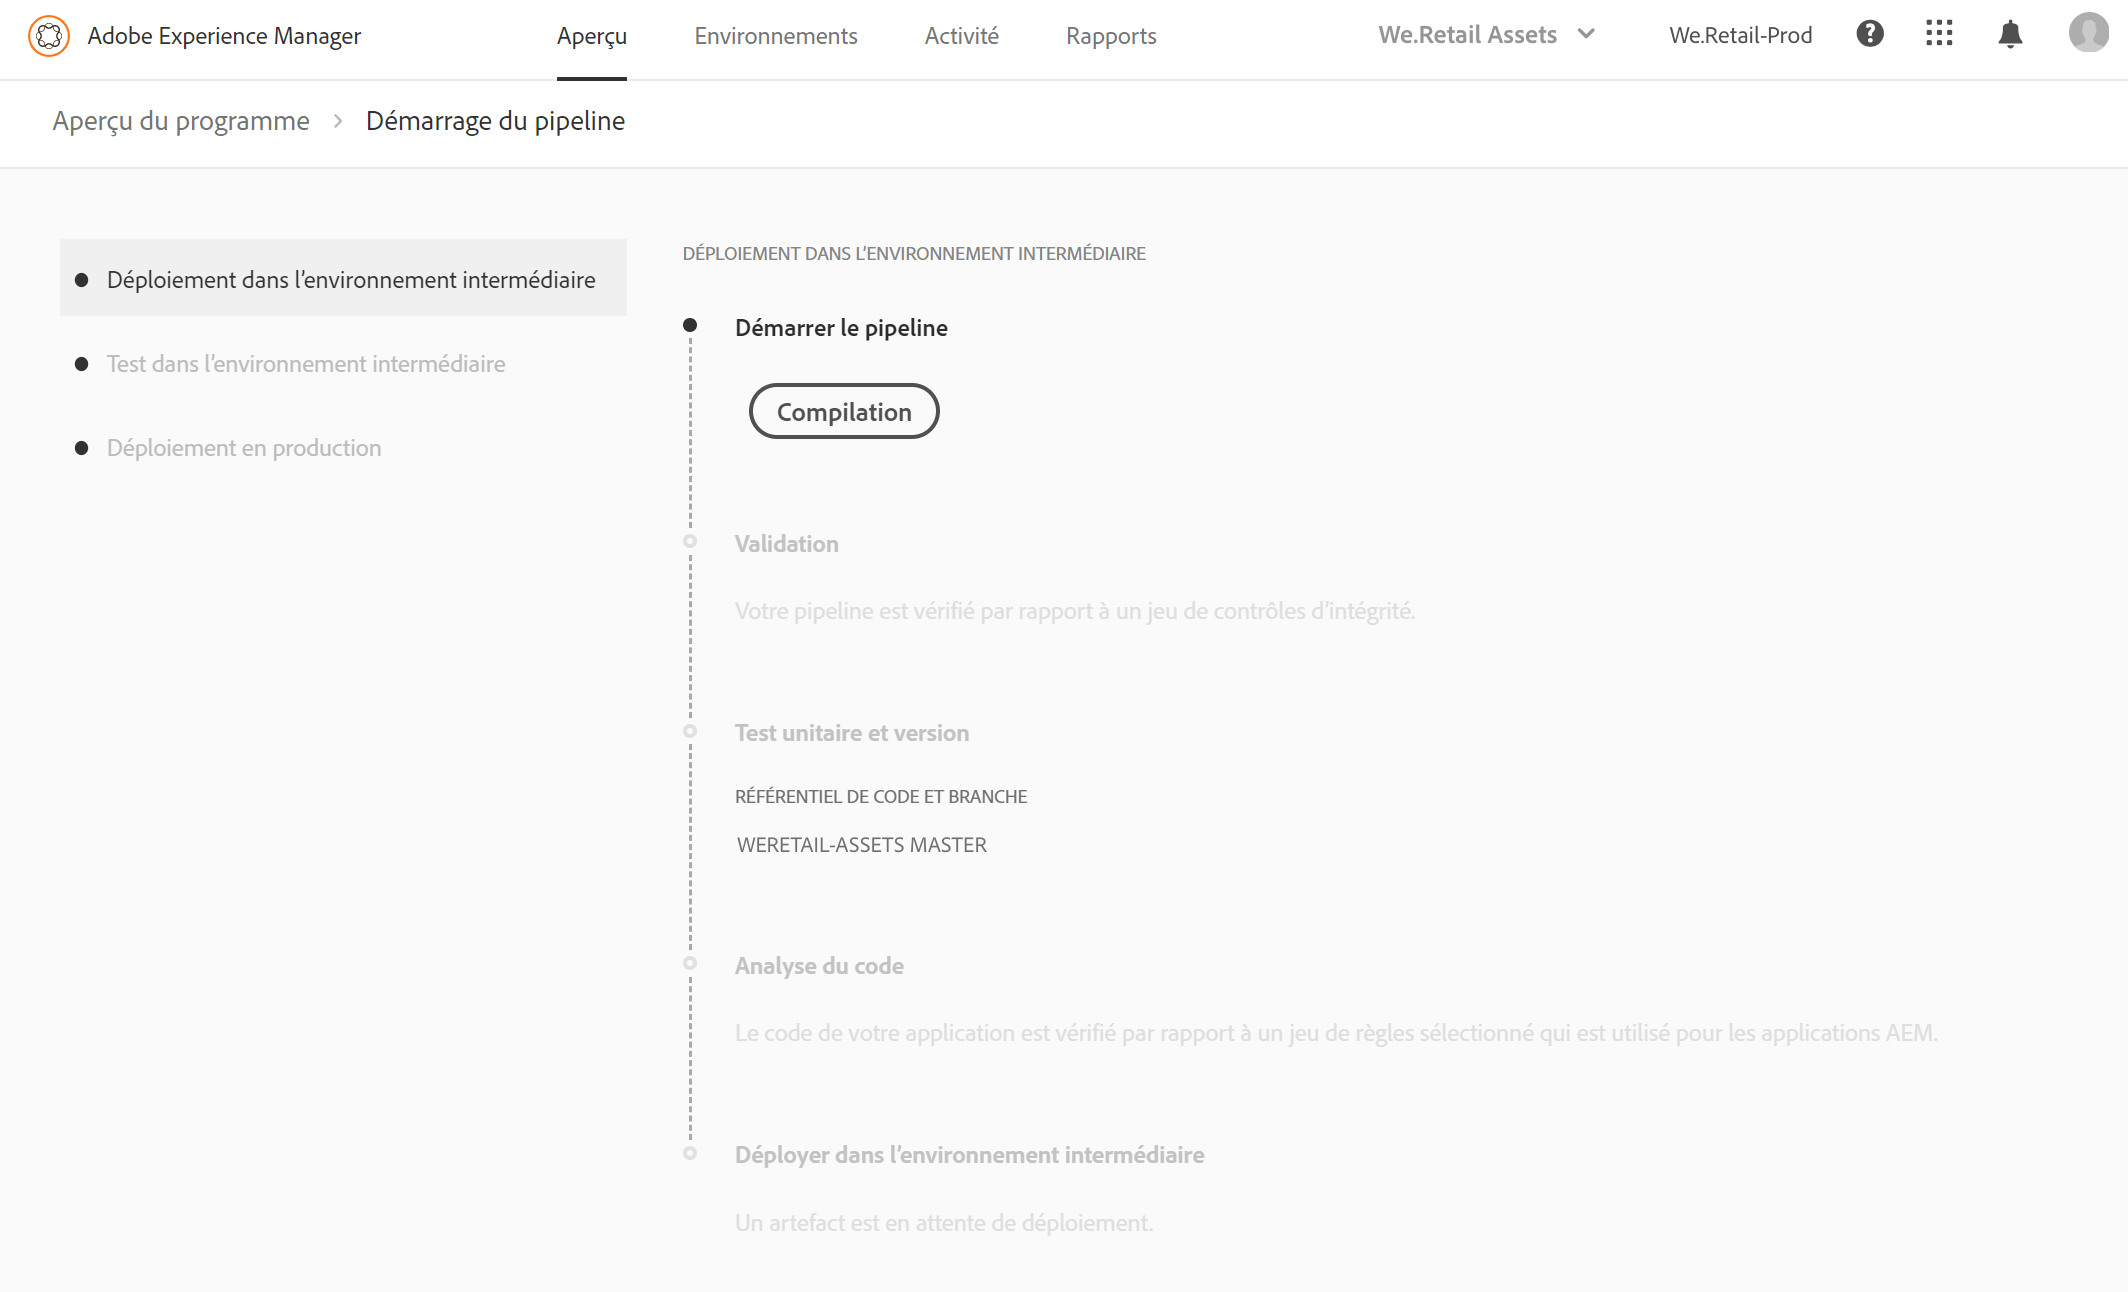 Adobe Experience Manager
Aperçu
Environnements
Activité
Rapports
We.Retail Assets
We.Retail-Prod
Aperçu du programme
Démarrage du pipeline
Déploiement dans l’environnement intermédiaire
Test dans l’environnement intermédiaire
Déploiement en production
DÉPLOIEMENT DANS L’ENVIRONNEMENT INTERMÉDIAIRE
Démarrer le pipeline
Compilation
Validation
Votre pipeline est vérifié par rapport à un jeu de contrôles d’intégrité.
Test unitaire et version
RÉFÉRENTIEL DE CODE ET BRANCHE
WERETAIL-ASSETS MASTER
Analyse du code
Le code de votre application est vérifié par rapport à un jeu de règles sélectionné qui est utilisé pour les applications AEM.
Déployer dans l’environnement intermédiaire
Un artefact est en attente de déploiement.